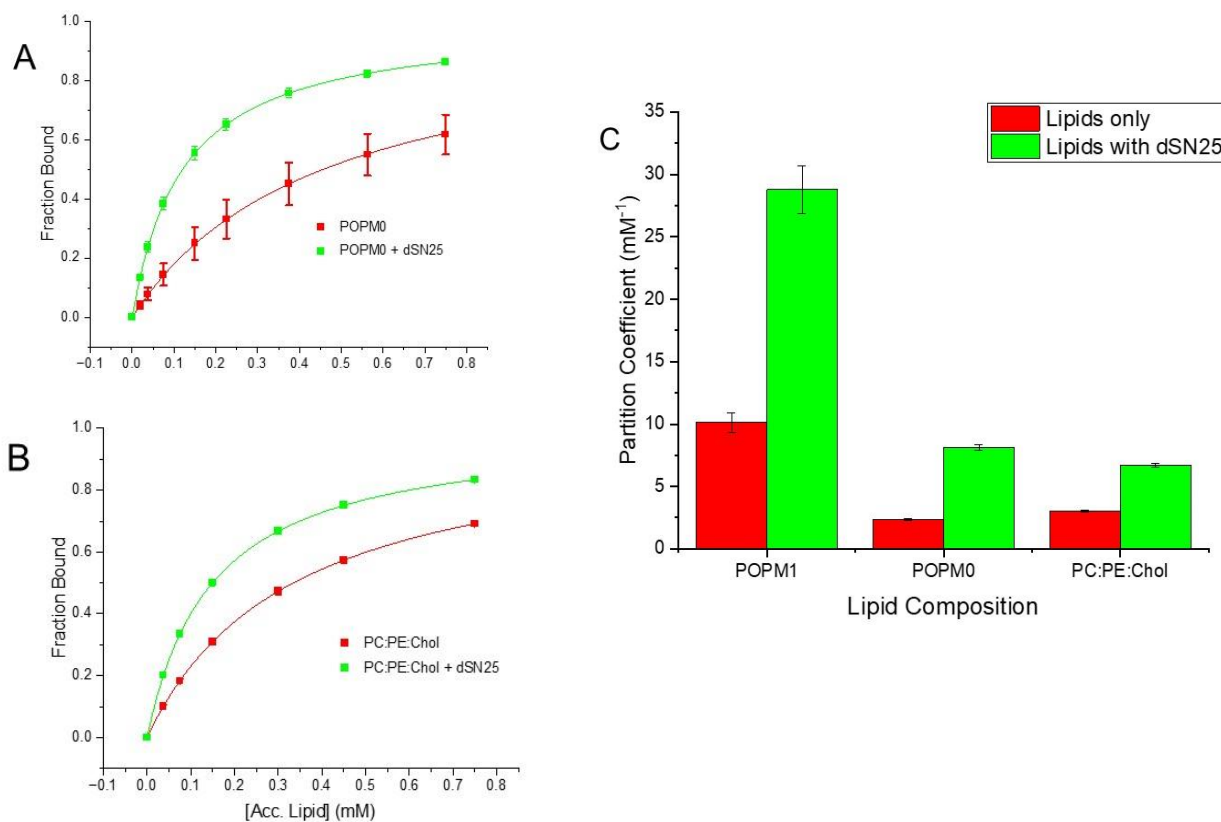 A
1.0
0.8
0.6
0.4
0.2
0.0
Fraction Bound
POPM0
POPM0 + dSN25
−0.1 0.0 0.1 0.2 0.3 0.4 0.5 0.6 0.7 0.8
B
1.0
0.8
0.6
0.4
0.2
0.0
Fraction Bound
PC:PE:Chol
PC:PE:Chol + dSN25
−0.1 0.0 0.1 0.2 0.3 0.4 0.5 0.6 0.7 0.8
[Acc. Lipid] (mM)
C
Lipids only
Lipids with dSN25
35
30
25
20
15
10
5
0
Partition Coefficient (mM⁻¹)
POPM1 POPM0 PC:PE:Chol
Lipid Composition